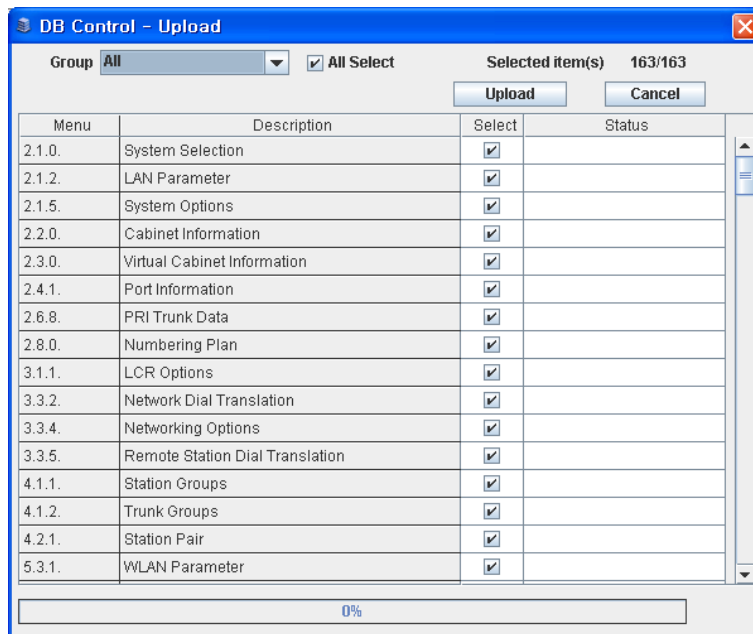 DB Control – Upload
Group All All Select Selected item(s) 163/163
Upload Cancel
Menu Description Select Status
2.1.0. System Selection
2.1.2. LAN Parameter
2.1.5. System Options
2.2.0. Cabinet Information
2.3.0. Virtual Cabinet Information
2.4.1. Port Information
2.6.8. PRI Trunk Data
2.8.0. Numbering Plan
3.1.1. LCR Options
3.3.2. Network Dial Translation
3.3.4. Networking Options
3.3.5. Remote Station Dial Translation
4.1.1. Station Groups
4.1.2. Trunk Groups
4.2.1. Station Pair
5.3.1. WLAN Parameter
0%